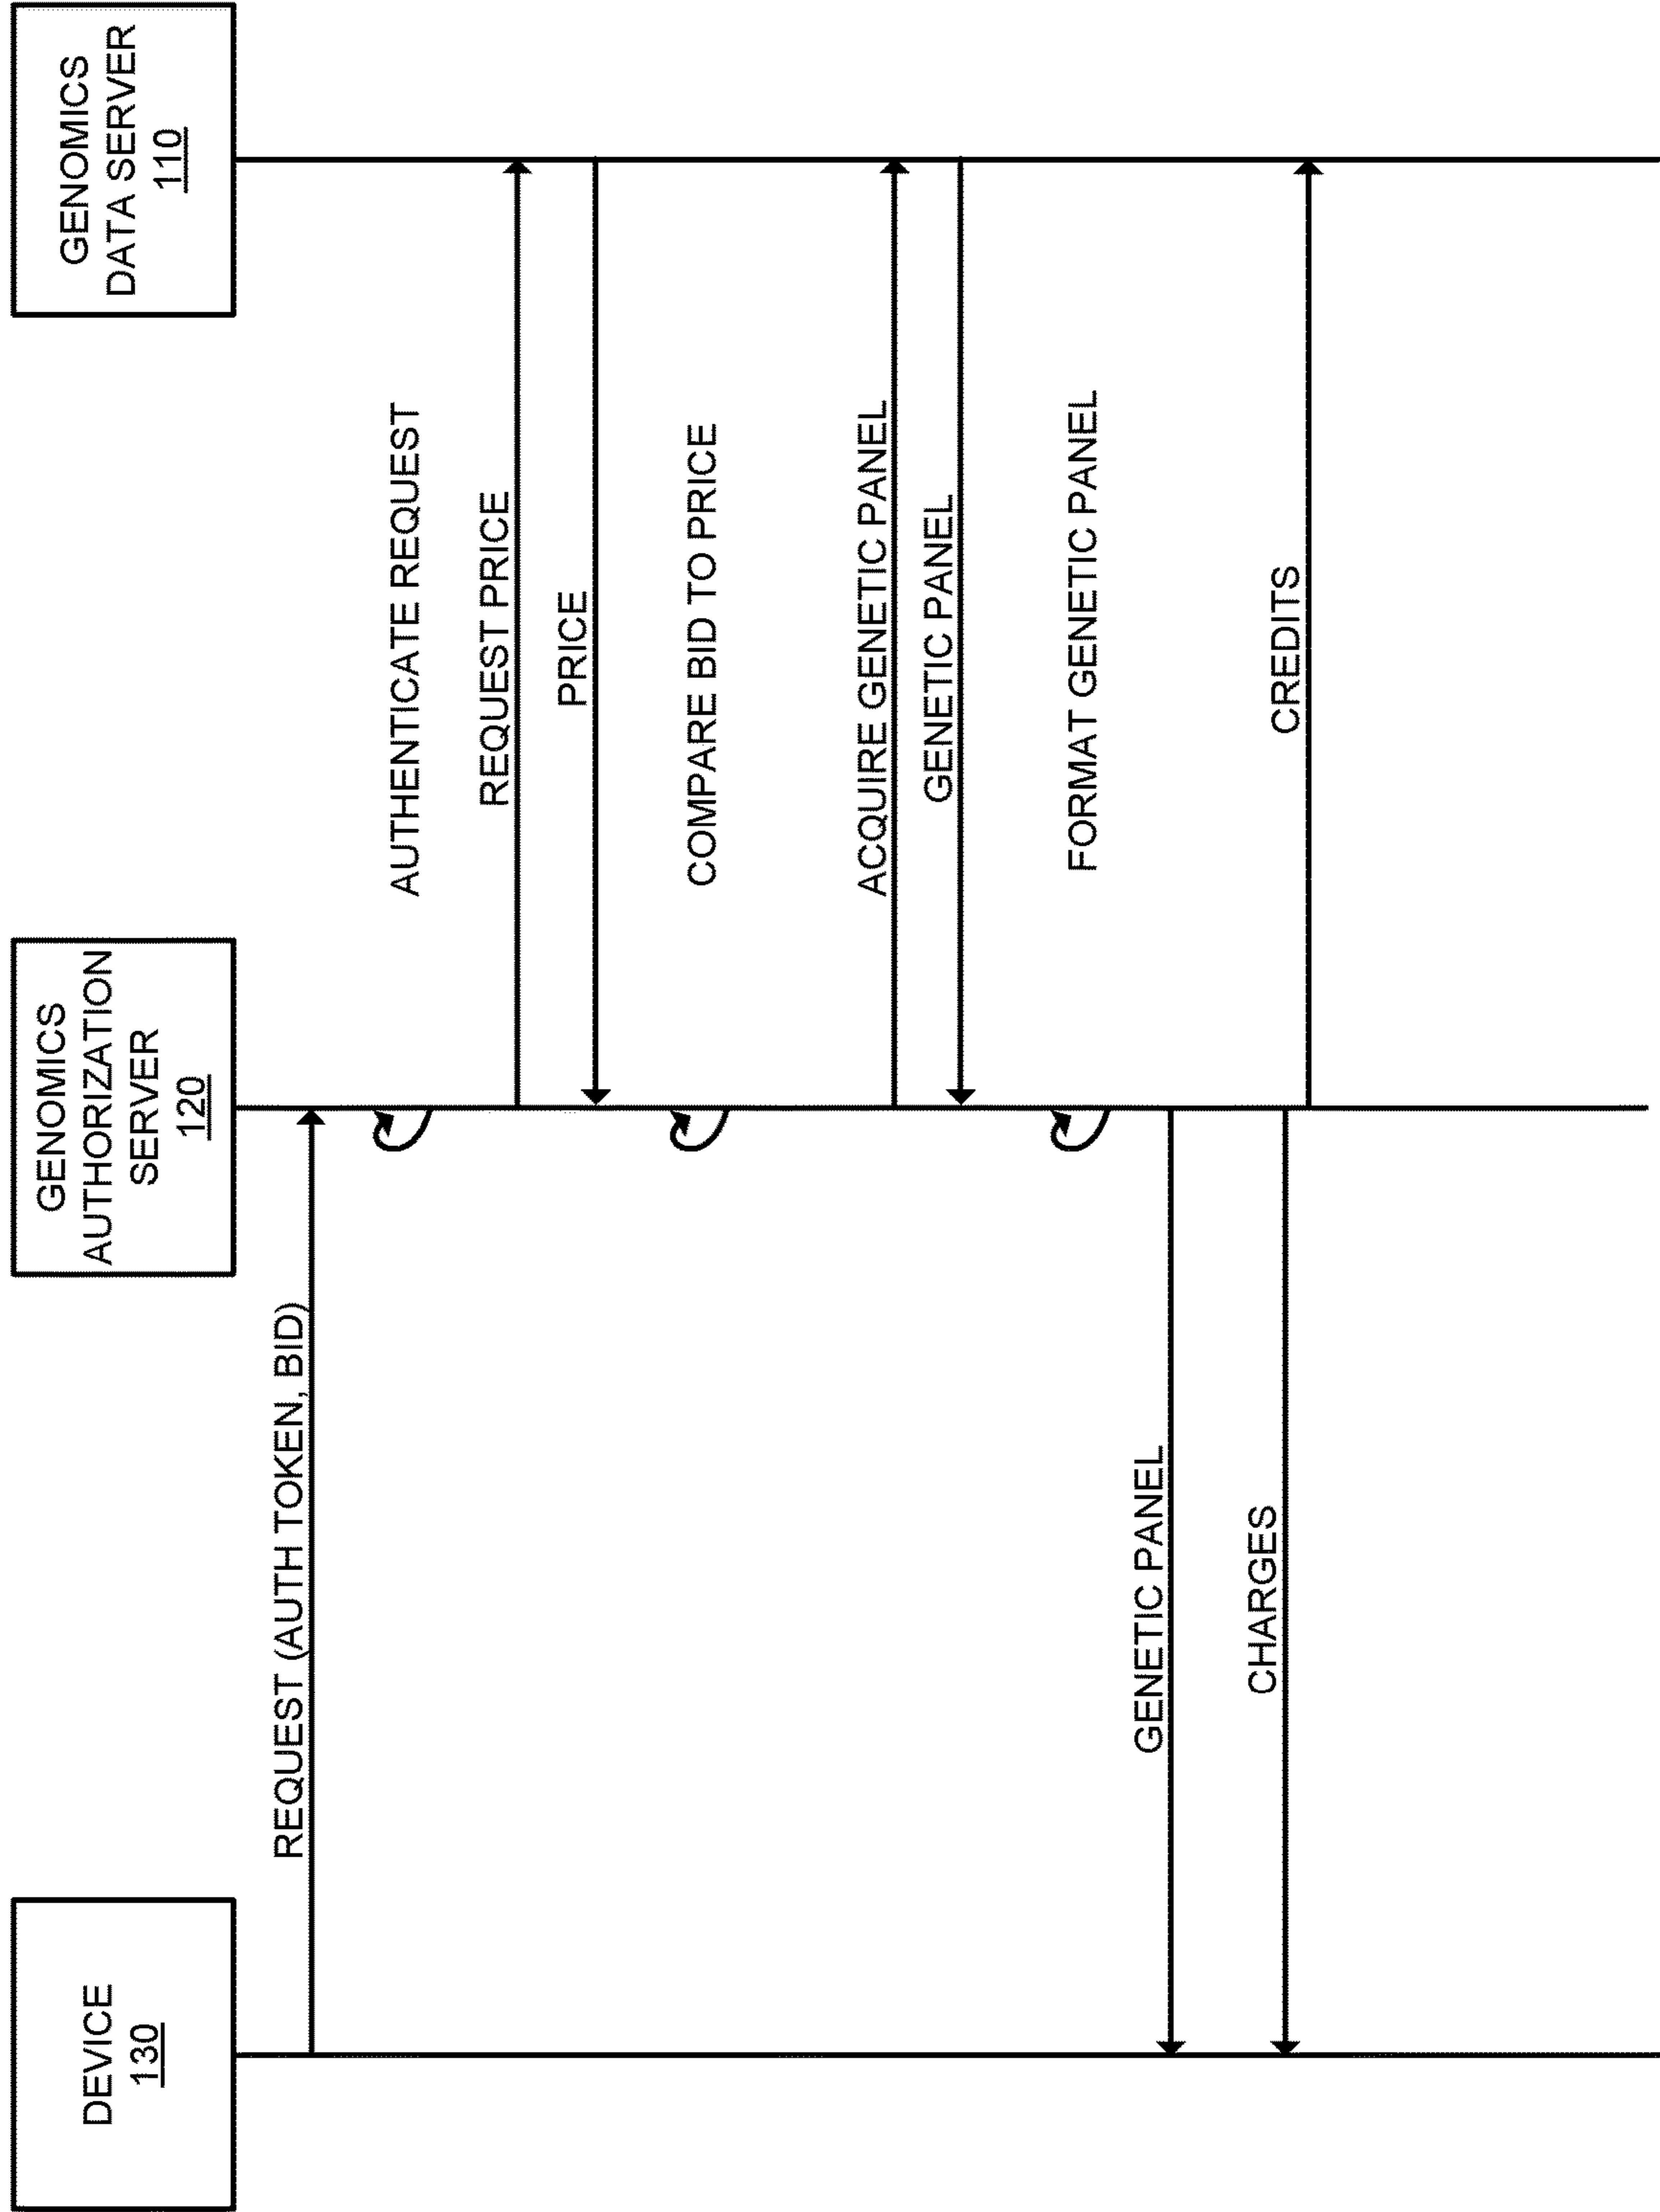 DEVICE
130
GENOMICS
AUTHORIZATION
SERVER
120
GENOMICS
DATA SERVER
110
REQUEST (AUTH TOKEN, BID)
AUTHENTICATE REQUEST
REQUEST PRICE
PRICE
COMPARE BID TO PRICE
ACQUIRE GENETIC PANEL
GENETIC PANEL
FORMAT GENETIC PANEL
GENETIC PANEL
CHARGES
CREDITS